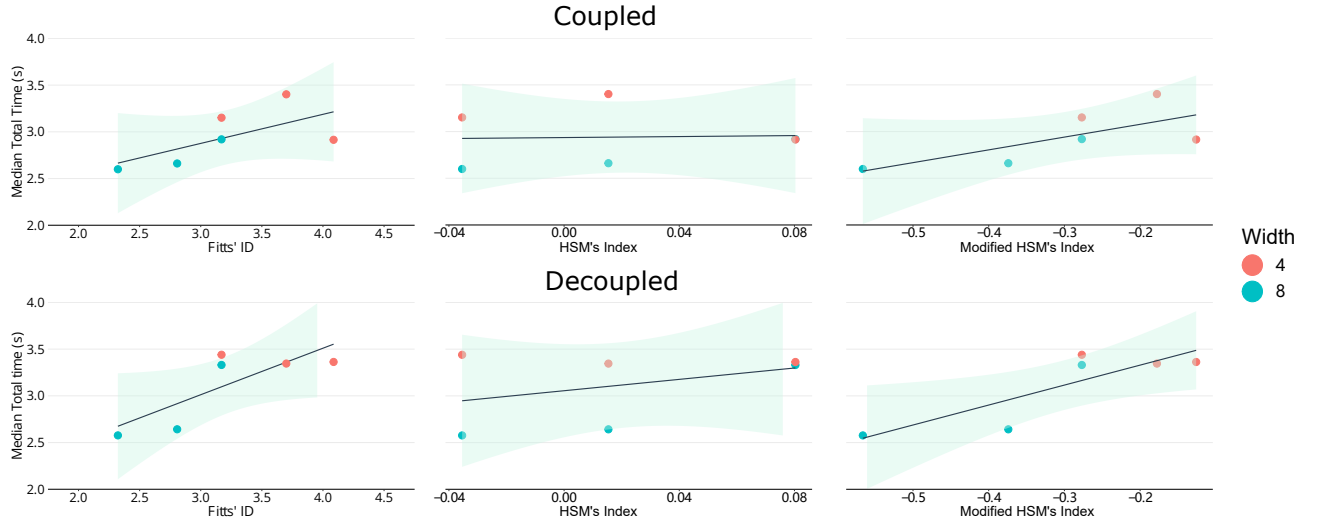 Coupled
Median Total Time (s)
4.0
3.5
3.0
2.5
2.0
2.0 2.5 3.0 3.5 4.0 4.5
Fitts' ID
−0.04 0.00 0.04 0.08
HSM's Index
−0.5 −0.4 −0.3 −0.2
Modified HSM's Index
Width
4
8
Decoupled
Median Total time (s)
4.0
3.5
3.0
2.5
2.0
2.0 2.5 3.0 3.5 4.0 4.5
Fitts' ID
−0.04 0.00 0.04 0.08
HSM's Index
−0.5 −0.4 −0.3 −0.2
Modified HSM's Index